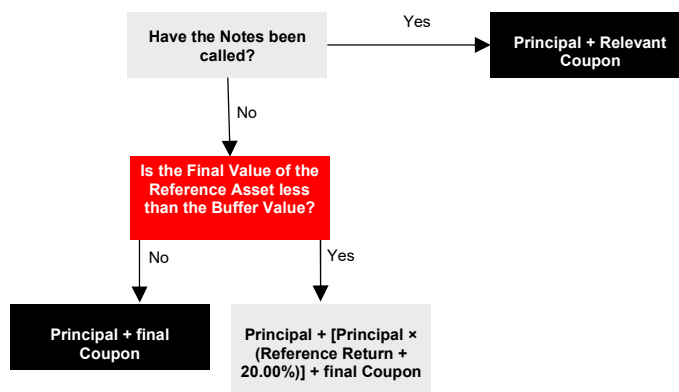 Have the Notes been
called?
Yes
Principal + Relevant
Coupon
No
Is the Final Value of the
Reference Asset less
than the Buffer Value?
No
Yes
Principal + final
Coupon
Principal + [Principal ×
(Reference Return +
20.00%)] + final Coupon